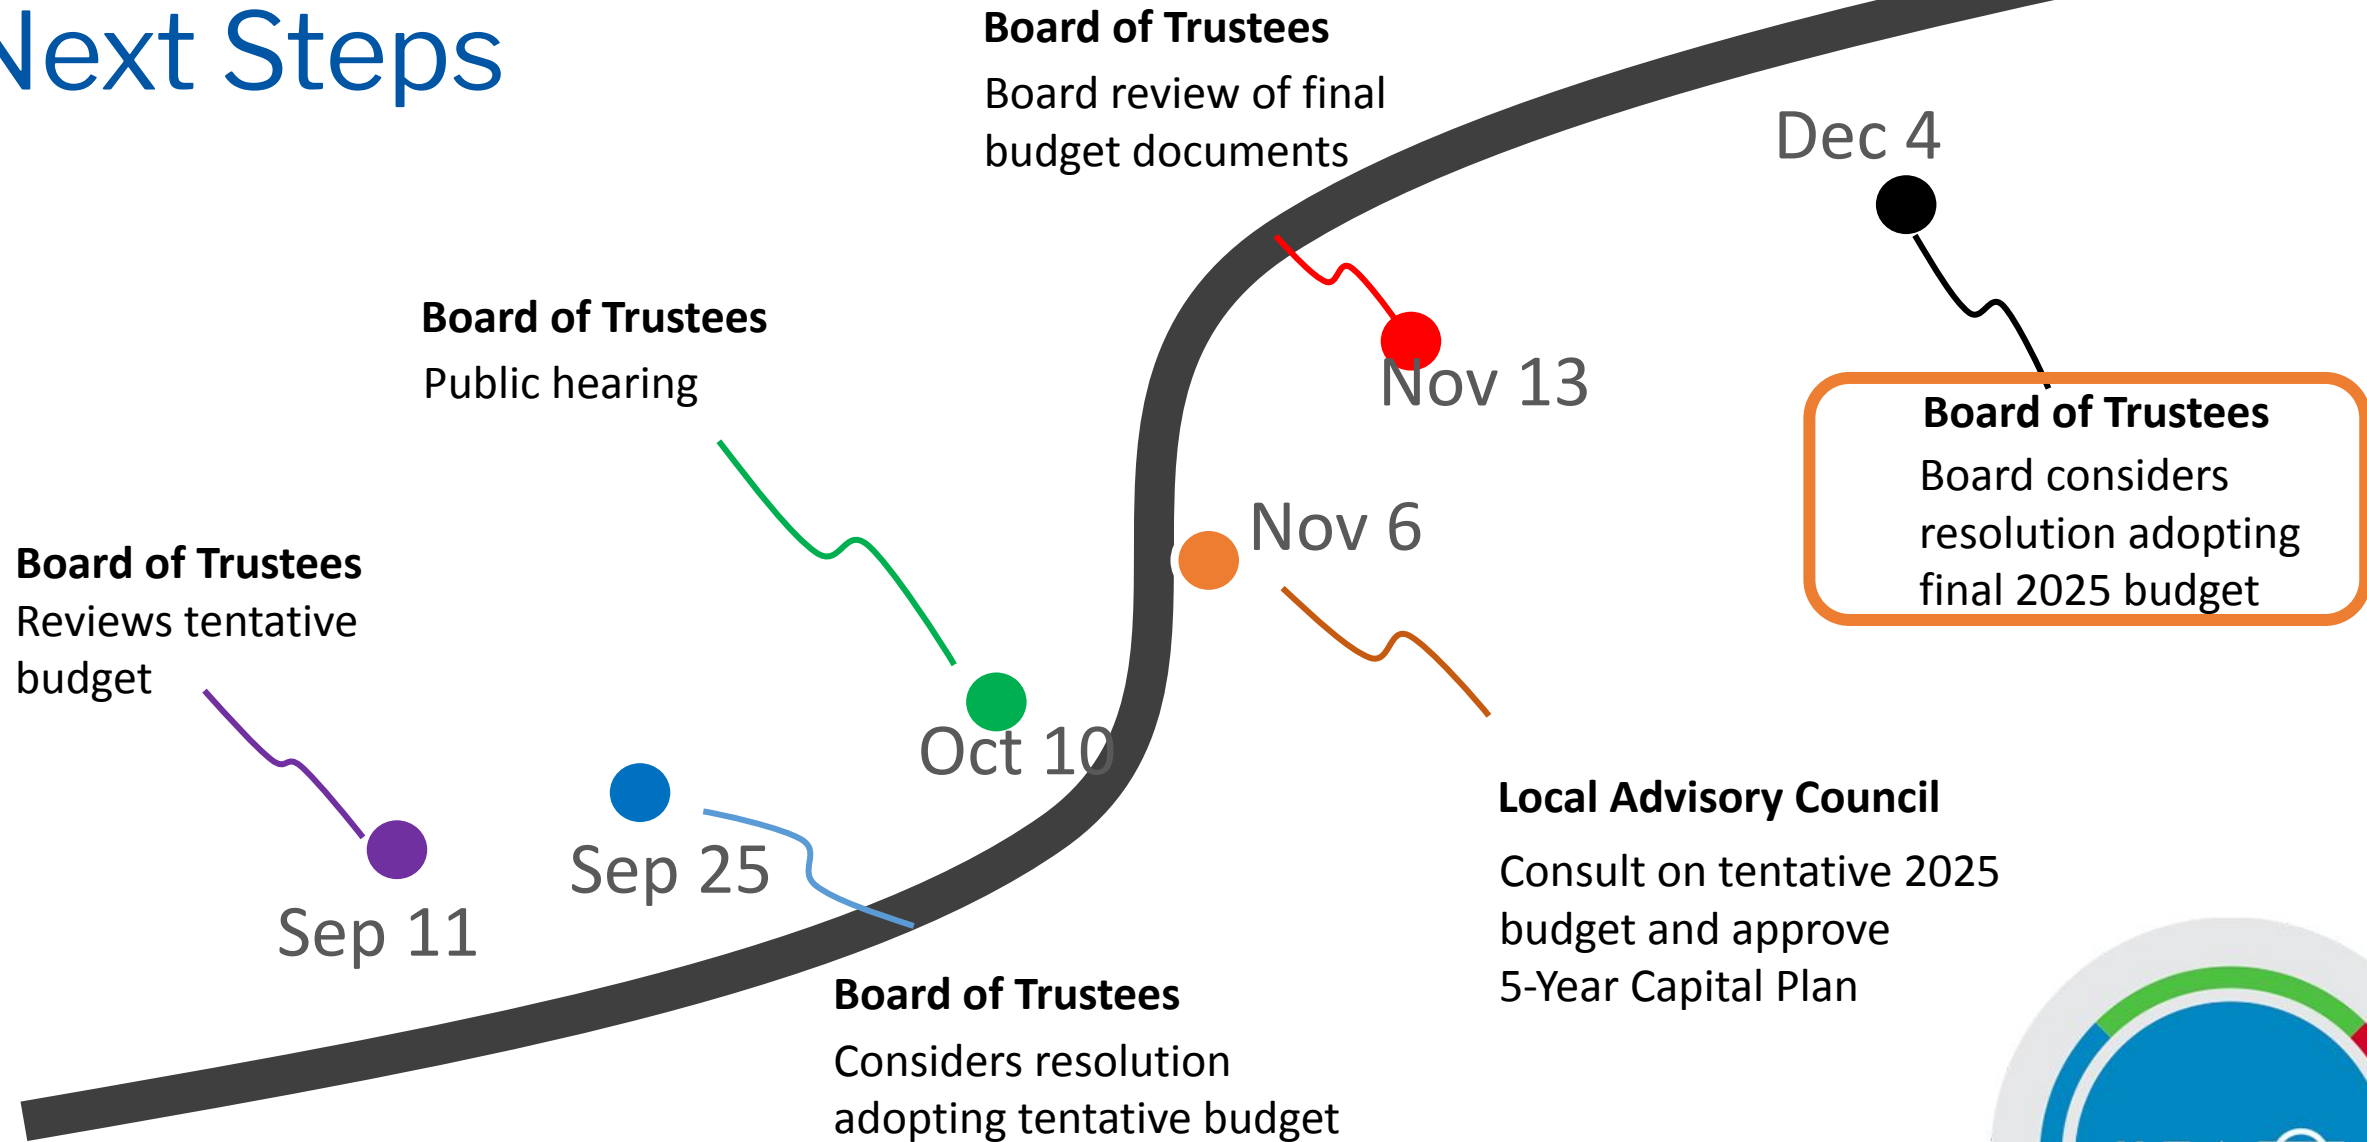 Next Steps
Board of Trustees
Board review of final
budget documents
Dec 4
Board of Trustees
Public hearing
Nov 13
Board of Trustees
Board considers
resolution adopting
final 2025 budget
Nov 6
Board of Trustees
Reviews tentative
budget
Oct 10
Sep 25
Sep 11
Local Advisory Council
Consult on tentative 2025
budget and approve
5-Year Capital Plan
Board of Trustees
Considers resolution
adopting tentative budget